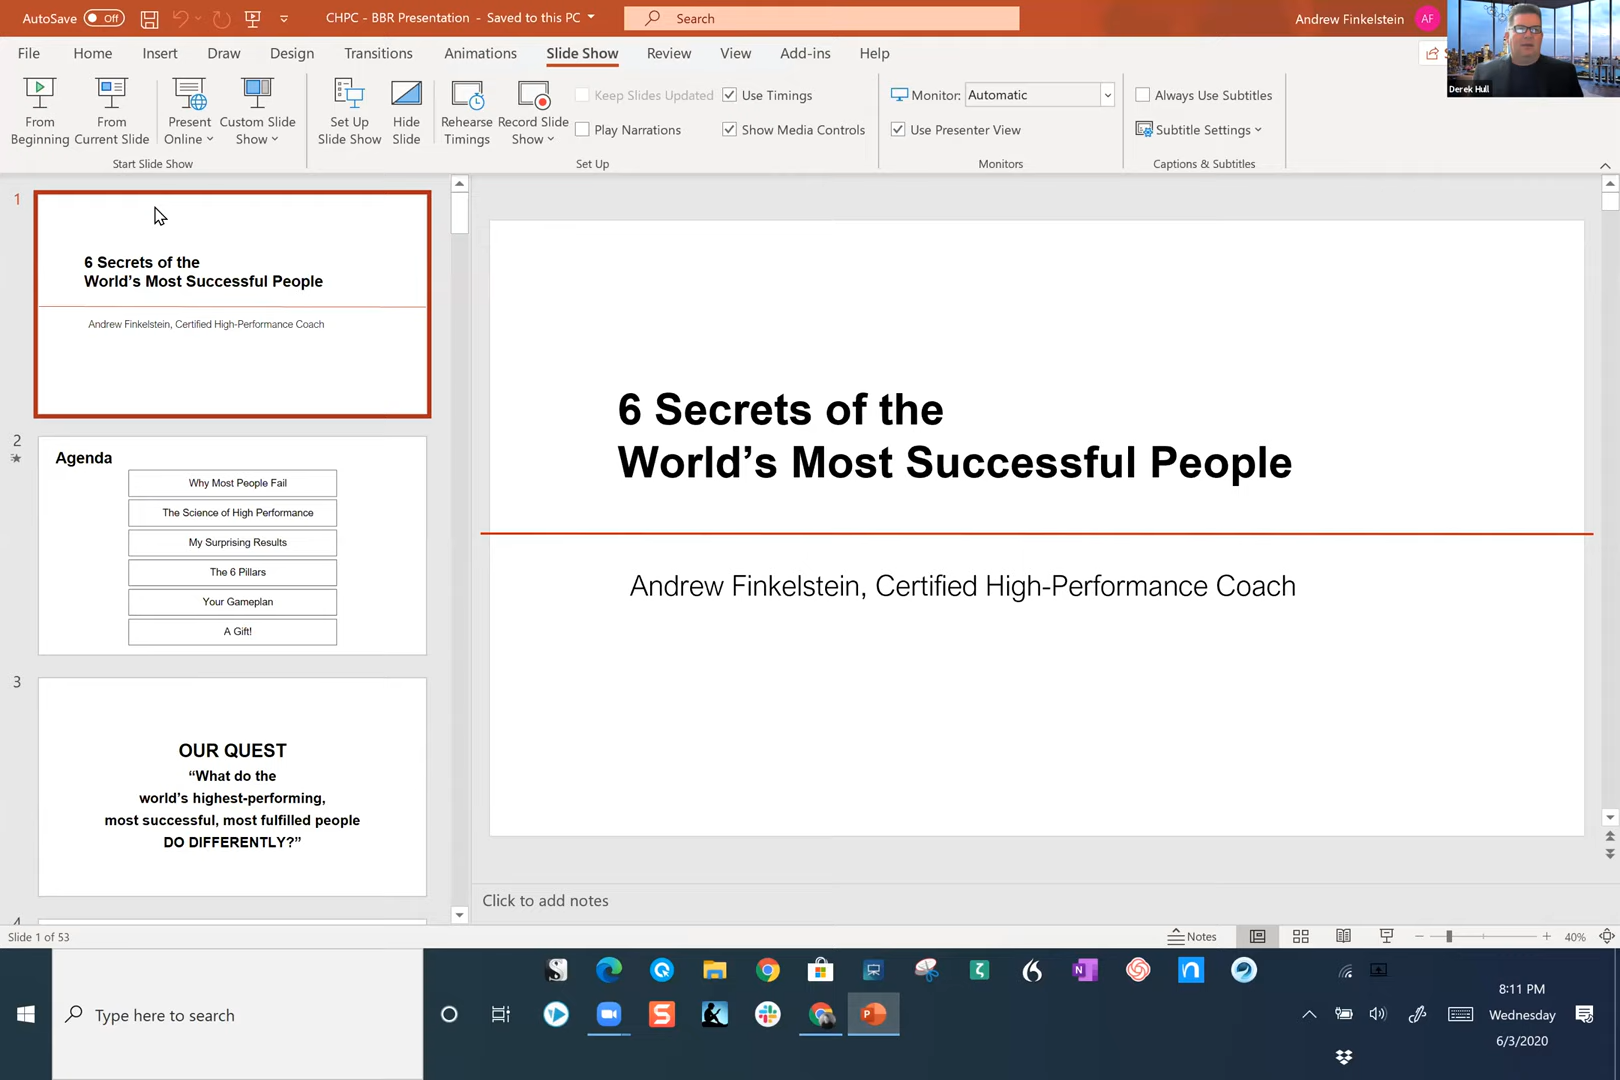 AutoSave Off
CHPC - BBR Presentation - Saved to this PC
Search
Andrew Finkelstein AF
File Home Insert Draw Design Transitions Animations Slide Show Review View Add-ins Help
From Beginning
From Current Slide
Present Online
Custom Slide Show
Start Slide Show
Set Up Slide Show
Hide Slide
Rehearse Timings
Record Slide Show
Keep Slides Updated
Play Narrations
Use Timings
Show Media Controls
Set Up
Monitor: Automatic
Use Presenter View
Monitors
Always Use Subtitles
Subtitle Settings
Captions & Subtitles
Derek Hull
1
6 Secrets of the
World's Most Successful People
Andrew Finkelstein, Certified High-Performance Coach
2
Agenda
Why Most People Fail
The Science of High Performance
My Surprising Results
The 6 Pillars
Your Gameplan
A Gift!
3
OUR QUEST
“What do the
world's highest-performing,
most successful, most fulfilled people
DO DIFFERENTLY?”
6 Secrets of the
World’s Most Successful People
Andrew Finkelstein, Certified High-Performance Coach
Click to add notes
Slide 1 of 53
Notes
40%
Type here to search
8:11 PM
Wednesday
6/3/2020